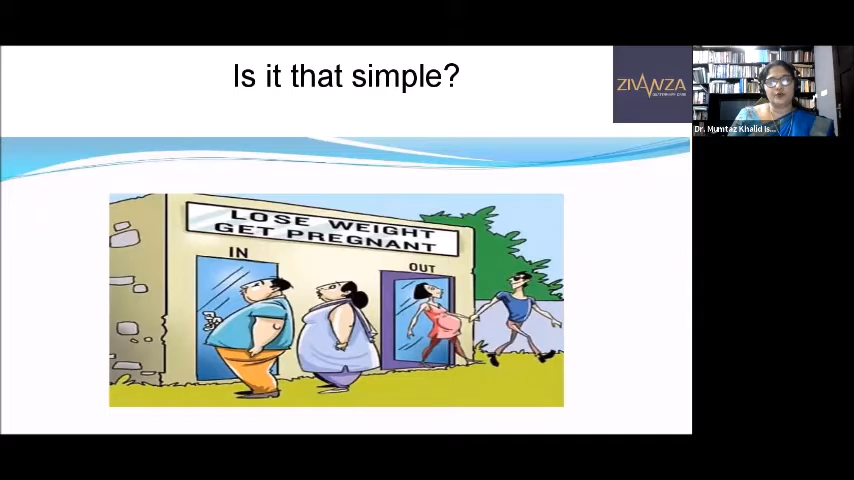 Is it that simple?
ZIVANZA
Dr. Mumtaz Khalid Is...
LOSE WEIGHT
GET PREGNANT
IN
OUT